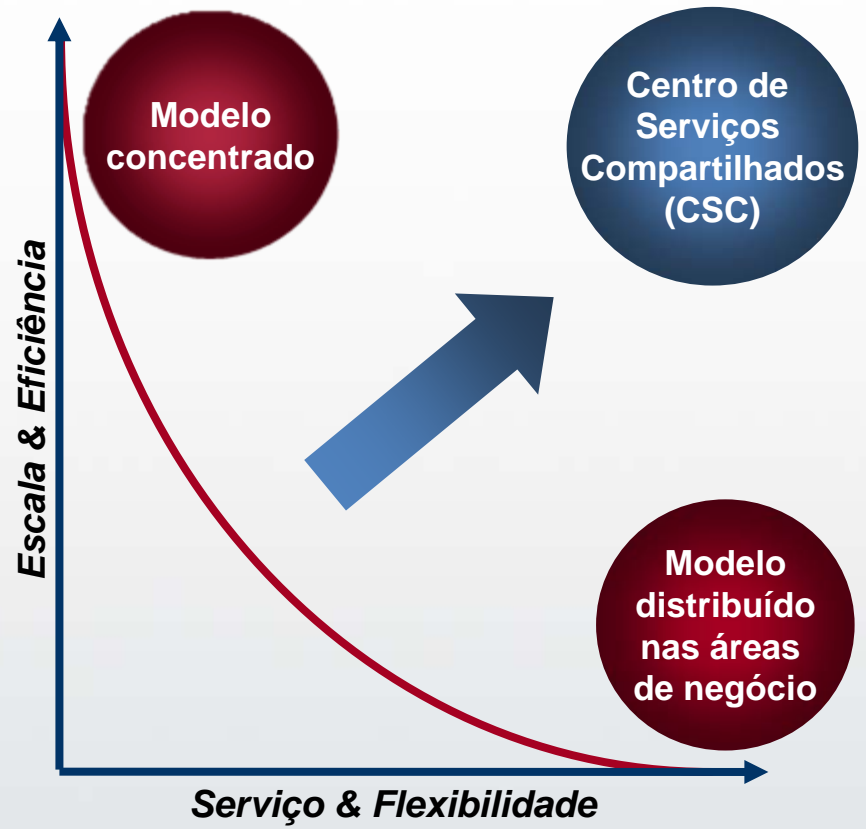 Modelo
concentrado
Centro de
Serviços
Compartilhados
(CSC)
Escala & Eficiência
Modelo
distribuído
nas áreas
de negócio
Serviço & Flexibilidade